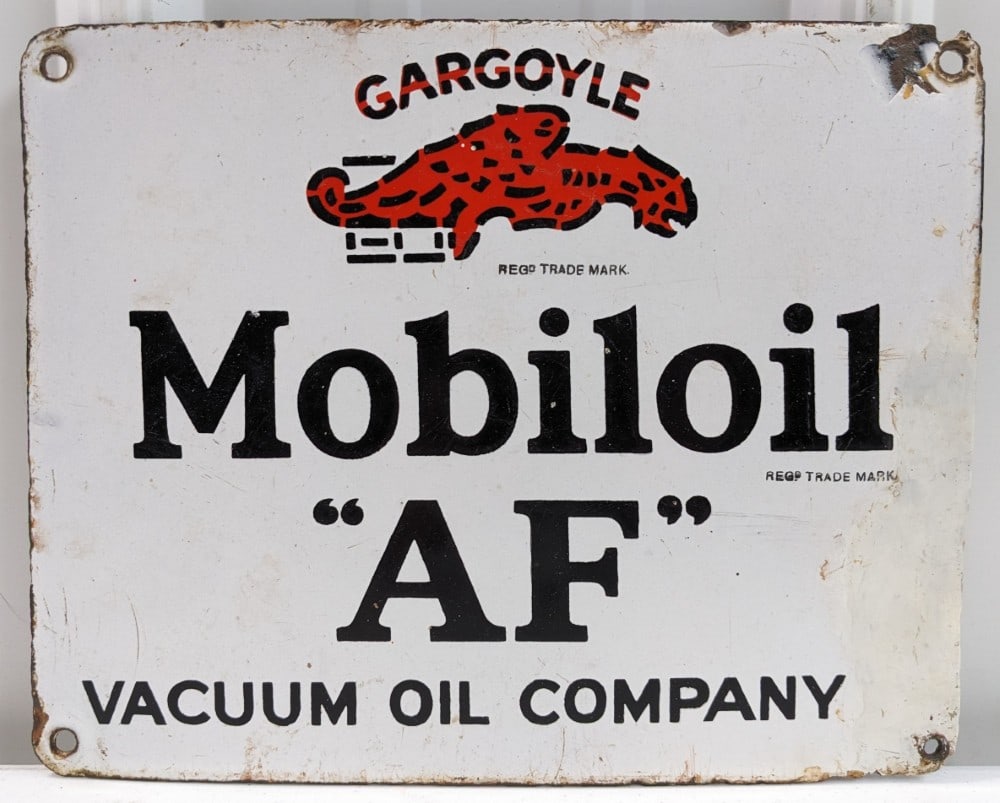 GARGOYLE
REGD TRADE MARK.
Mobiloil
REGD TRADE MARK
“AF”
VACUUM OIL COMPANY